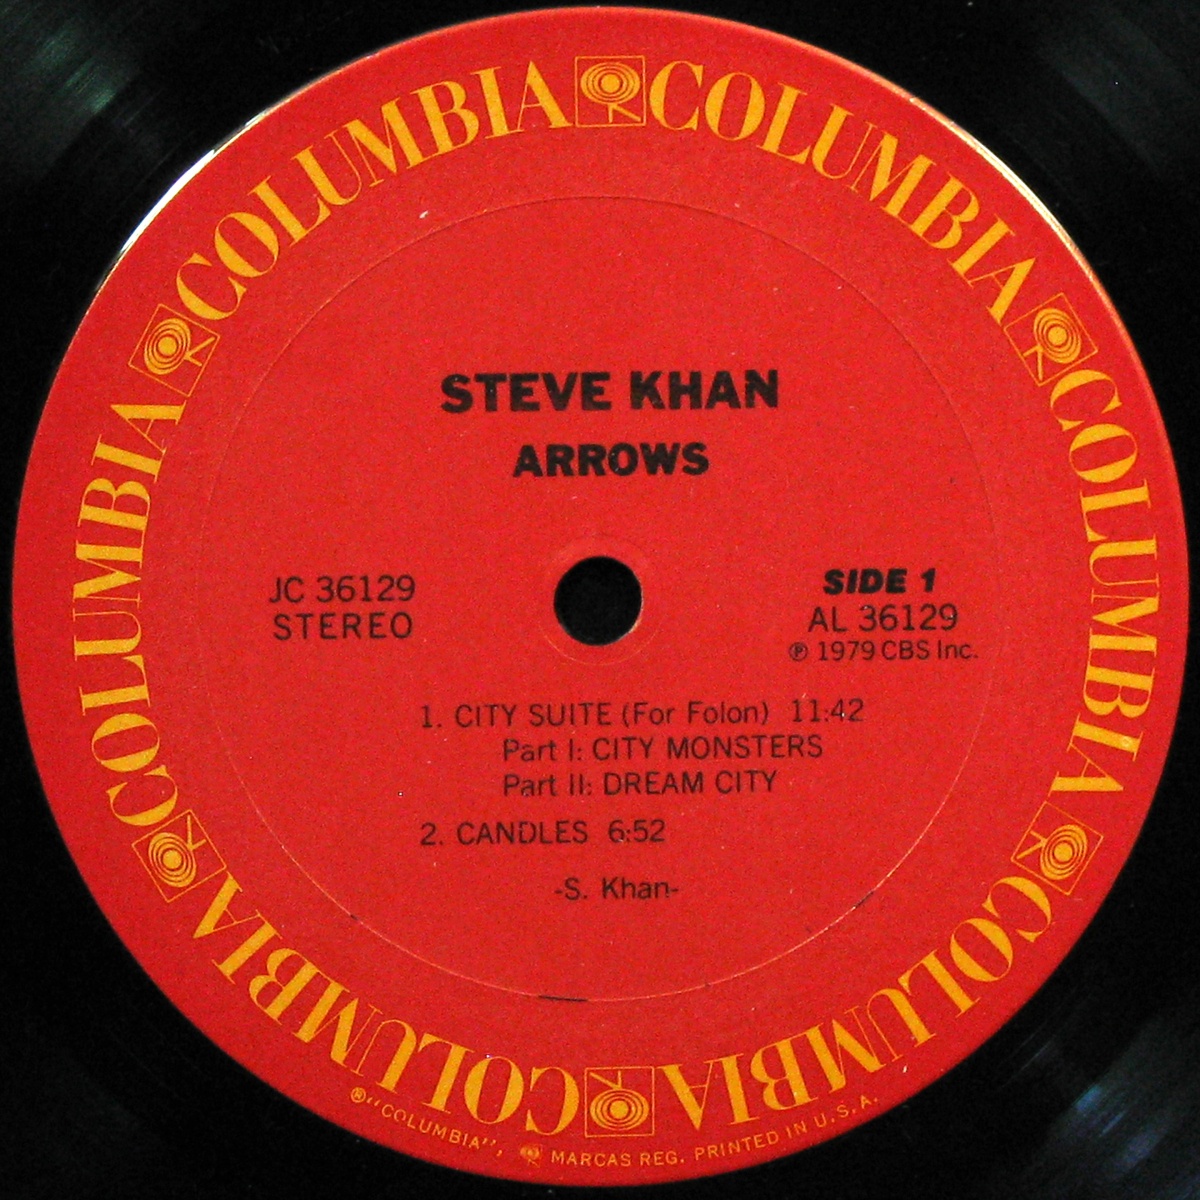 COLUMBIA COLUMBIA COLUMBIA COLUMBIA COLUMBIA COLUMBIA
STEVE KHAN
ARROWS
JC 36129
STEREO
SIDE 1
AL 36129
℗ 1979 CBS Inc.
1. CITY SUITE (For Folon) 11:42
Part I: CITY MONSTERS
Part II: DREAM CITY
2. CANDLES 6:52
-S. Khan-
®"COLUMBIA", MARCAS REG. PRINTED IN U.S.A.